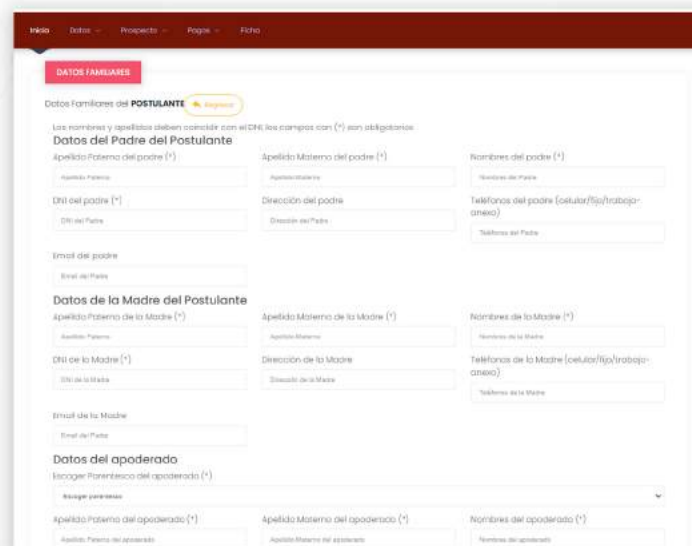 Inicio Datos Prospecto Pagos Ficha
DATOS FAMILIARES
Datos Familiares del POSTULANTE Regresar
Los nombres y apellidos deben coincidir con el DNI, los campos con (*) son obligatorios
Datos del Padre del Postulante
Apellido Paterno del padre (*) Apellido Materno del padre (*) Nombres del padre (*)
Apellido Paterno Apellido Materno Nombres del Padre
DNI del padre (*) Dirección del padre Teléfonos del padre (celular/fijo/trabajo-
anexo)
DNI del Padre Dirección del Padre Teléfonos del Padre
Email del padre
Email del Padre
Datos de la Madre del Postulante
Apellido Paterno de la Madre (*) Apellido Materno de la Madre (*) Nombres de la Madre (*)
Apellido Paterno Apellido Materno Nombres de la Madre
DNI de la Madre (*) Dirección de la Madre Teléfonos de la Madre (celular/fijo/trabajo-
anexo)
DNI de la Madre Dirección de la Madre Teléfonos de la Madre
Email de la Madre
Email del Padre
Datos del apoderado
Escoger Parentesco del apoderado (*)
Escoger parentesco
Apellido Paterno del apoderado (*) Apellido Materno del apoderado (*) Nombres del apoderado (*)
Apellido Paterno del apoderado Apellido Materno del apoderado Nombres del apoderado